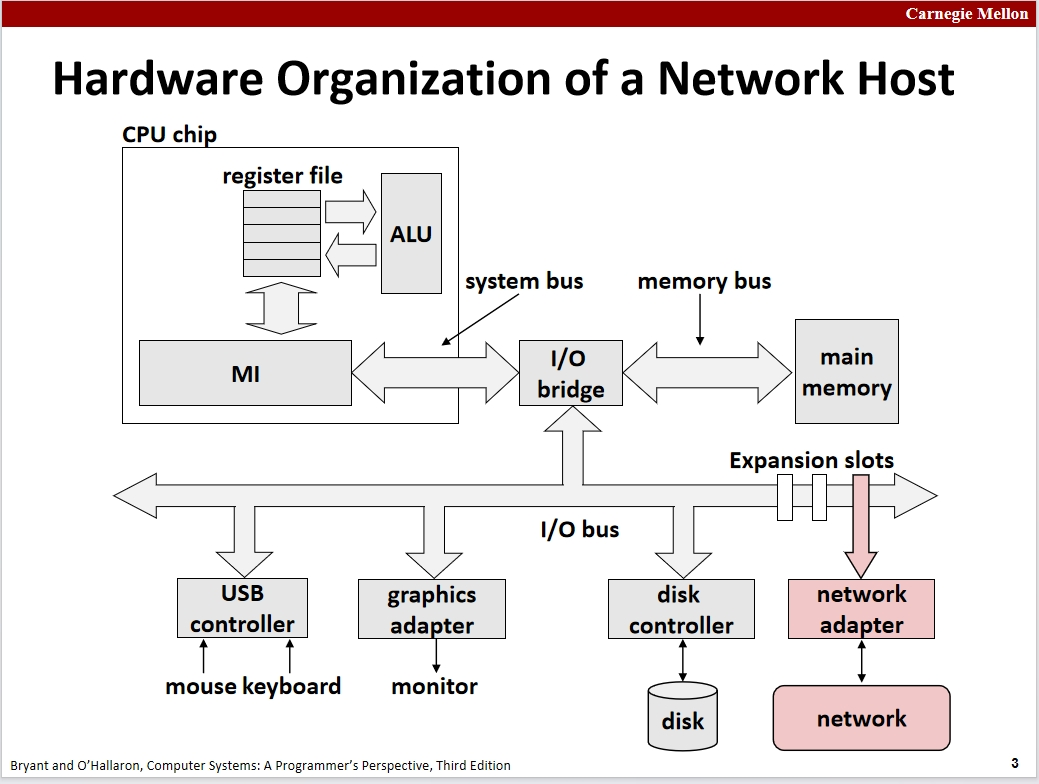 Carnegie Mellon
Hardware Organization of a Network Host
CPU chip
register file
ALU
system bus
memory bus
MI
I/O
bridge
main
memory
Expansion slots
I/O bus
USB
controller
graphics
adapter
disk
controller
network
adapter
mouse keyboard
monitor
disk
network
Bryant and O’Hallaron, Computer Systems: A Programmer’s Perspective, Third Edition
3